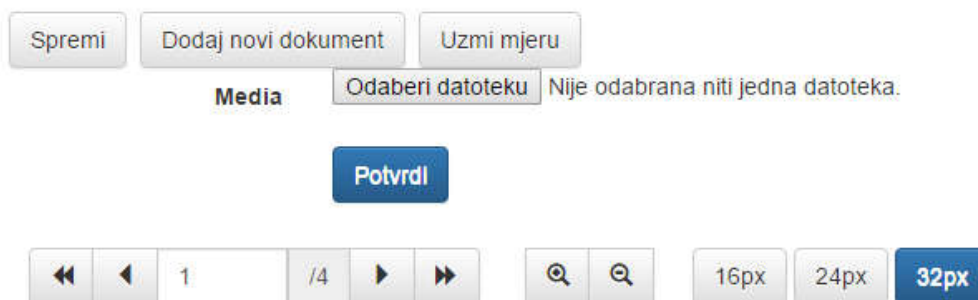 Spremi Dodaj novi dokument Uzmi mjeru
Media Odaberi datoteku Nije odabrana niti jedna datoteka.
Potvrdi
1 /4 16px 24px 32px